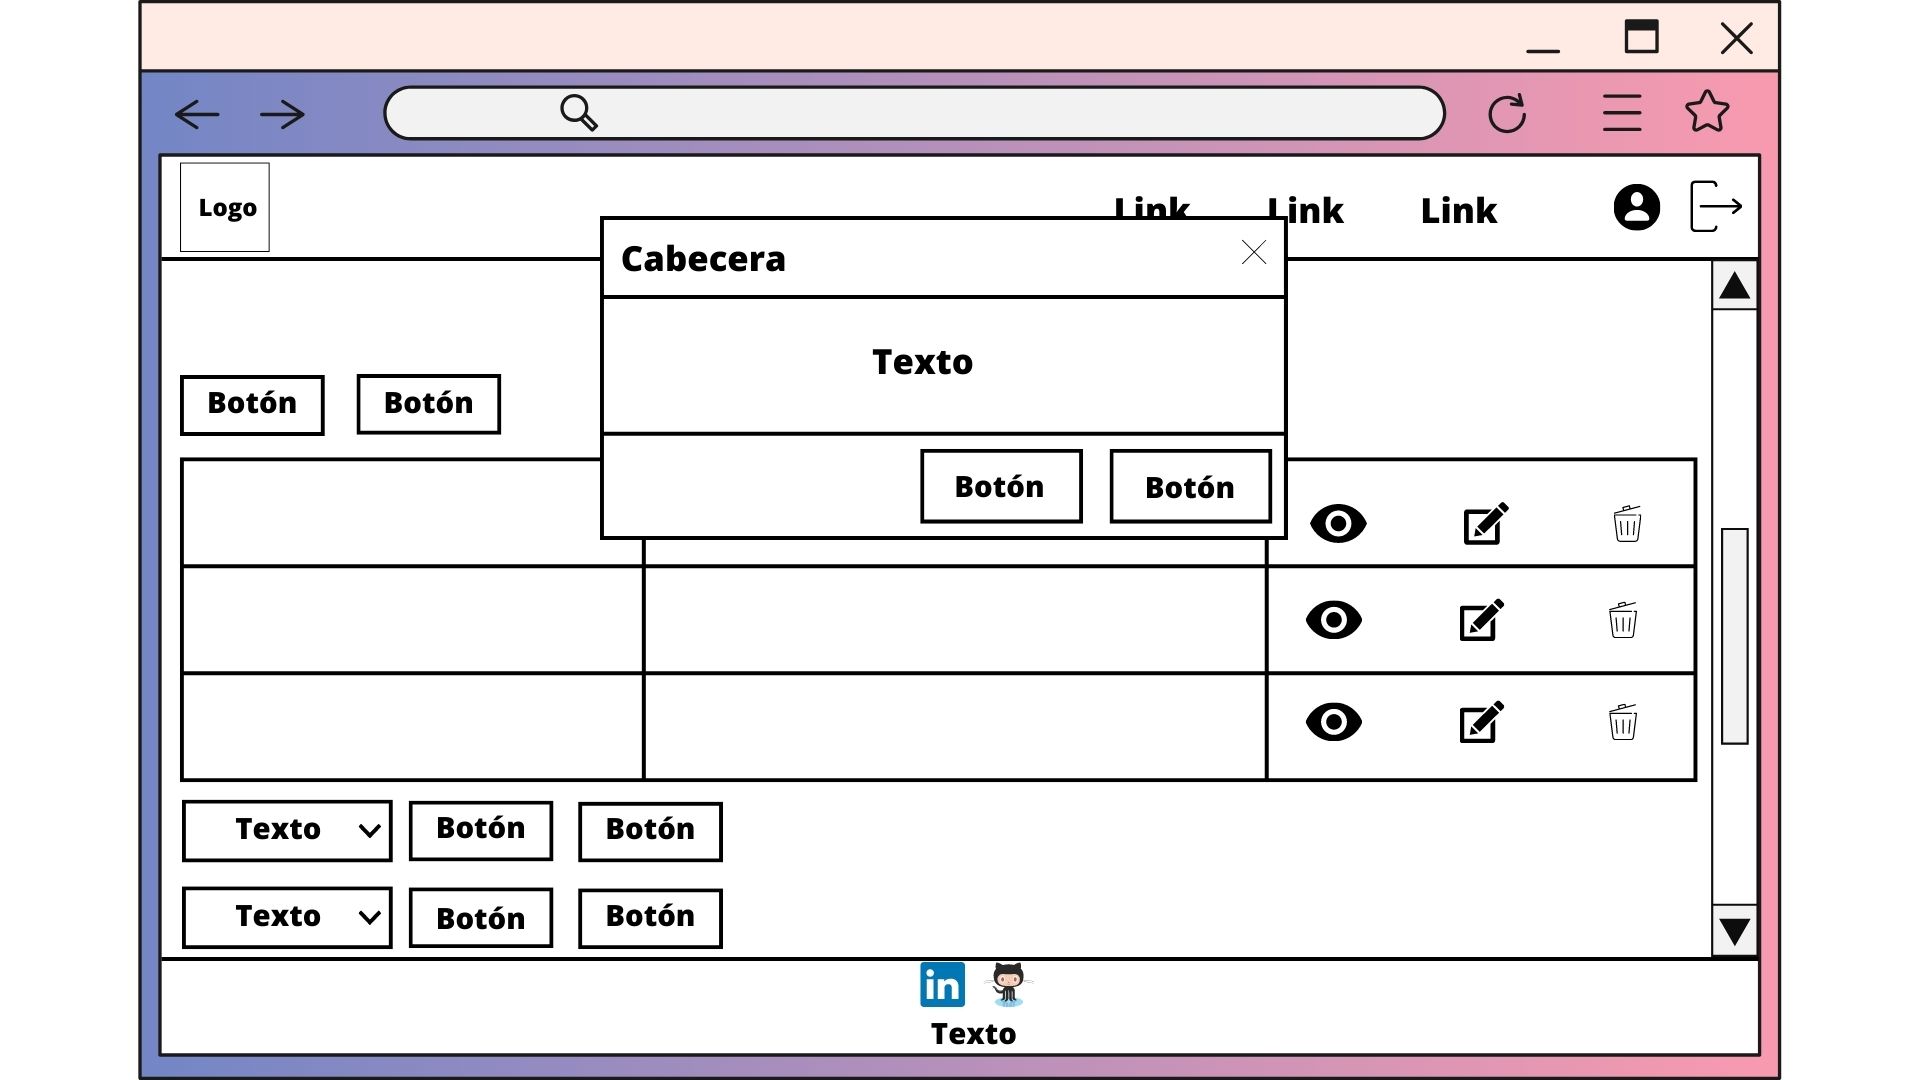 Logo
Link Link Link
Cabecera
Texto
Botón Botón
Botón Botón
Texto Botón Botón
Texto Botón Botón
in
Texto